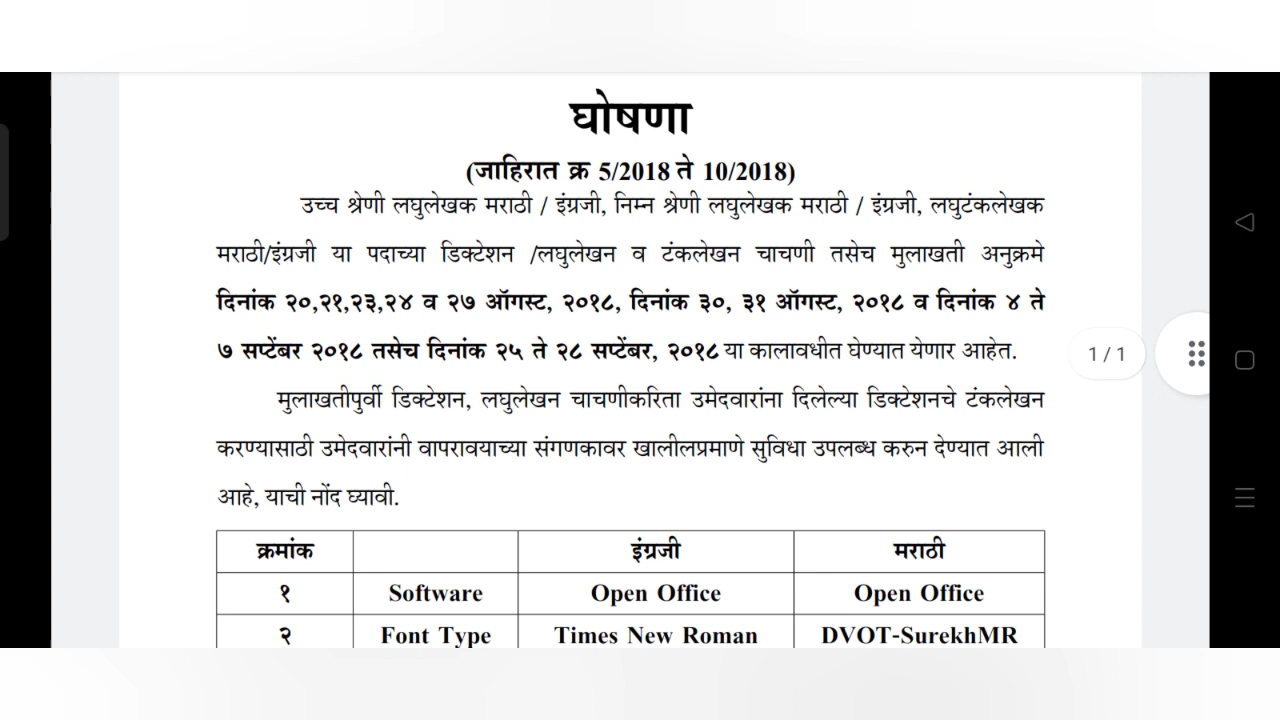 घोषणा
(जाहिरात क्र 5/2018 ते 10/2018)
उच्च श्रेणी लघुलेखक मराठी / इंग्रजी, निम्न श्रेणी लघुलेखक मराठी / इंग्रजी, लघुटंकलेखक
मराठी/इंग्रजी या पदाच्या डिक्टेशन /लघुलेखन व टंकलेखन चाचणी तसेच मुलाखती अनुक्रमे
दिनांक २०,२१,२३,२४ व २७ ऑगस्ट, २०१८, दिनांक ३०, ३१ ऑगस्ट, २०१८ व दिनांक ४ ते
७ सप्टेंबर २०१८ तसेच दिनांक २५ ते २८ सप्टेंबर, २०१८ या कालावधीत घेण्यात येणार आहेत.
1 / 1
मुलाखतीपुर्वी डिक्टेशन, लघुलेखन चाचणीकरिता उमेदवारांना दिलेल्या डिक्टेशनचे टंकलेखन
करण्यासाठी उमेदवारांनी वापरावयाच्या संगणकावर खालीलप्रमाणे सुविधा उपलब्ध करुन देण्यात आली
आहे, याची नोंद घ्यावी.
क्रमांक इंग्रजी मराठी
१ Software Open Office Open Office
२ Font Type Times New Roman DVOT-SurekhMR